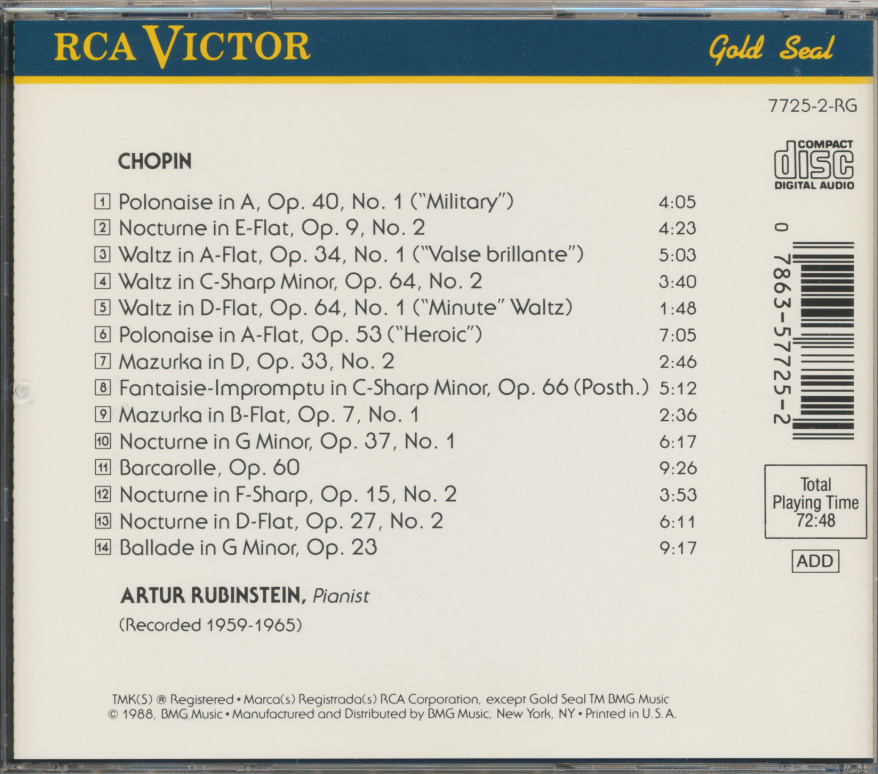 RCA VICTOR Gold Seal
7725-2-RG
COMPACT
disc
DIGITAL AUDIO
CHOPIN
1 Polonaise in A, Op. 40, No. 1 ("Military") 4:05
2 Nocturne in E-Flat, Op. 9, No. 2 4:23
3 Waltz in A-Flat, Op. 34, No. 1 ("Valse brillante") 5:03
4 Waltz in C-Sharp Minor, Op. 64, No. 2 3:40
5 Waltz in D-Flat, Op. 64, No. 1 ("Minute" Waltz) 1:48
6 Polonaise in A-Flat, Op. 53 ("Heroic") 7:05
7 Mazurka in D, Op. 33, No. 2 2:46
8 Fantaisie-Impromptu in C-Sharp Minor, Op. 66 (Posth.) 5:12
9 Mazurka in B-Flat, Op. 7, No. 1 2:36
10 Nocturne in G Minor, Op. 37, No. 1 6:17
11 Barcarolle, Op. 60 9:26
12 Nocturne in F-Sharp, Op. 15, No. 2 3:53
13 Nocturne in D-Flat, Op. 27, No. 2 6:11
14 Ballade in G Minor, Op. 23 9:17
0 7863-57725-2
Total
Playing Time
72:48
ADD
ARTUR RUBINSTEIN, Pianist
(Recorded 1959-1965)
TMK(S) ® Registered • Marca(s) Registrada(s) RCA Corporation, except Gold Seal TM BMG Music
© 1988, BMG Music • Manufactured and Distributed by BMG Music, New York, NY • Printed in U.S.A.